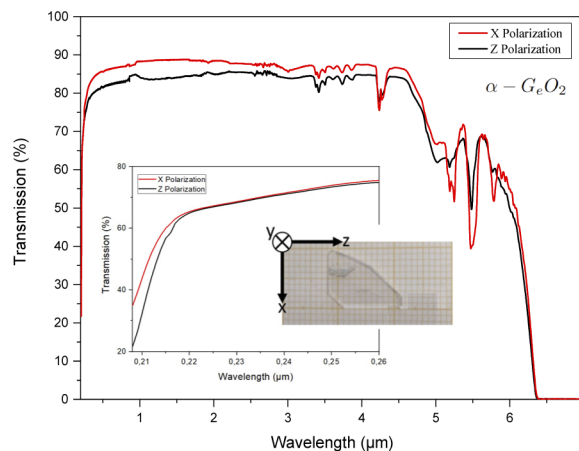 X Polarization
Z Polarization
α − GeO2
100
90
80
70
60
50
40
30
20
10
0
Transmission (%)
1
2
3
4
5
6
Wavelength (µm)
X Polarization
Z Polarization
80
60
40
20
Transmission (%)
0,21
0,22
0,23
0,24
0,25
0,26
Wavelength (µm)
y
z
x